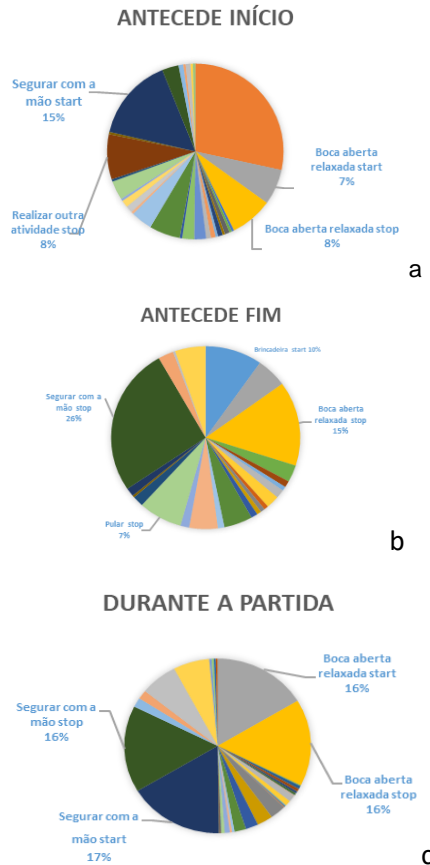 ANTECEDE INÍCIO
Segurar com a
mão start
15%
Boca aberta
relaxada start
7%
Realizar outra
atividade stop
8%
Boca aberta relaxada stop
8%
a
ANTECEDE FIM
Brincadeira start 10%
Segurar com a
mão stop
26%
Boca aberta
relaxada stop
15%
Pular stop
7%
b
DURANTE A PARTIDA
Boca aberta
relaxada start
16%
Segurar com a
mão stop
16%
Boca aberta
relaxada stop
16%
Segurar com a
mão start
17%
c